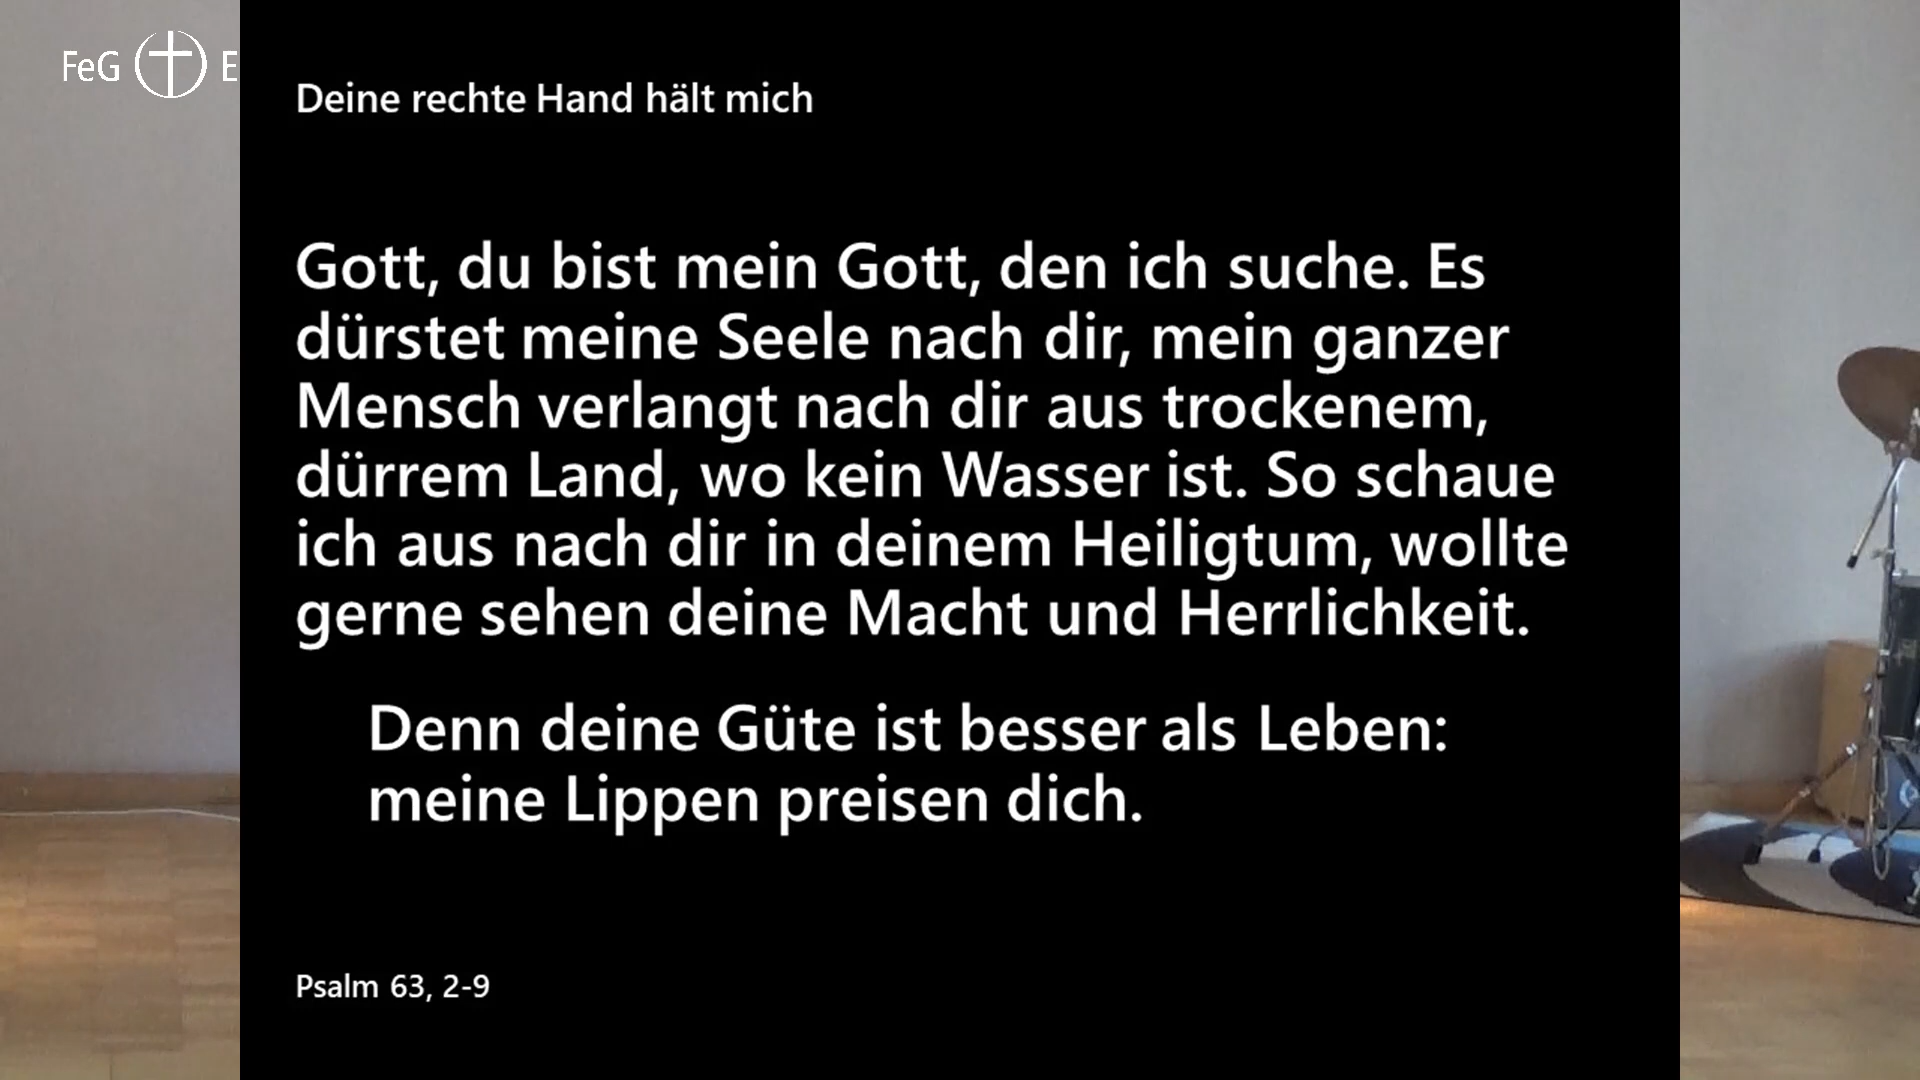 FeG E
Deine rechte Hand hält mich
Gott, du bist mein Gott, den ich suche. Es
dürstet meine Seele nach dir, mein ganzer
Mensch verlangt nach dir aus trockenem,
dürrem Land, wo kein Wasser ist. So schaue
ich aus nach dir in deinem Heiligtum, wollte
gerne sehen deine Macht und Herrlichkeit.
Denn deine Güte ist besser als Leben:
meine Lippen preisen dich.
Psalm 63, 2-9